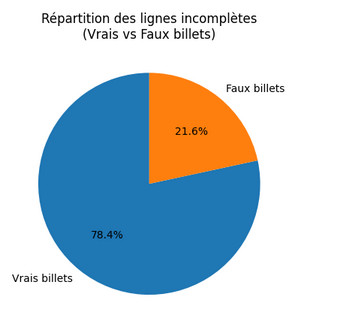 Répartition des lignes incomplètes
(Vrais vs Faux billets)
Faux billets
21.6%
78.4%
Vrais billets